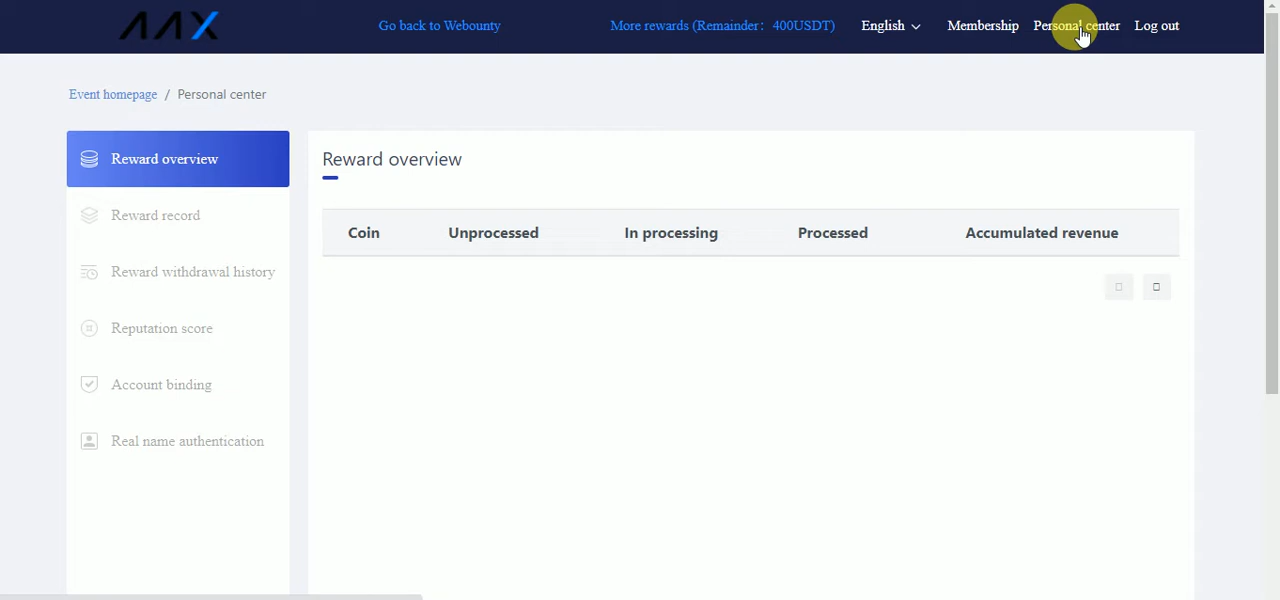 AAX Go back to Webounty More rewards (Remainder: 400USDT) English Membership Personal center Log out
Event homepage / Personal center
Reward overview
Reward record
Reward withdrawal history
Reputation score
Account binding
Real name authentication
Reward overview
Coin Unprocessed In processing Processed Accumulated revenue